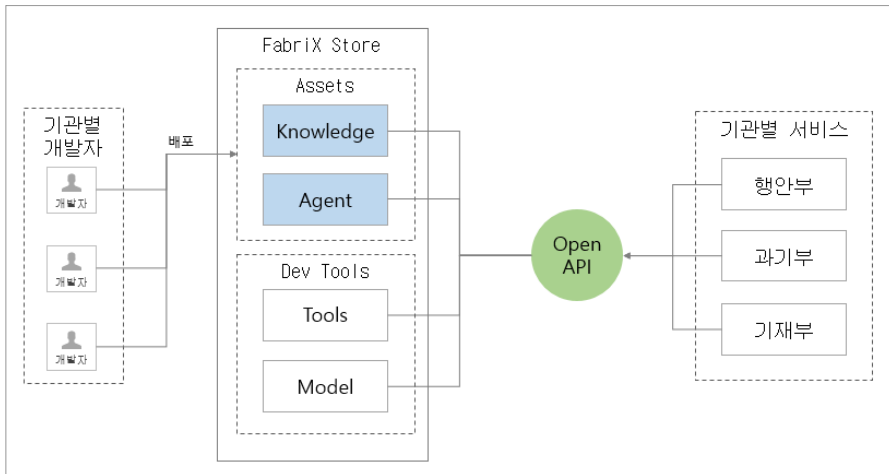 FabriX Store
Assets
Knowledge
Agent
Dev Tools
Tools
Model
기관별
개발자
개발자
개발자
개발자
배포
Open
API
기관별 서비스
행안부
과기부
기재부